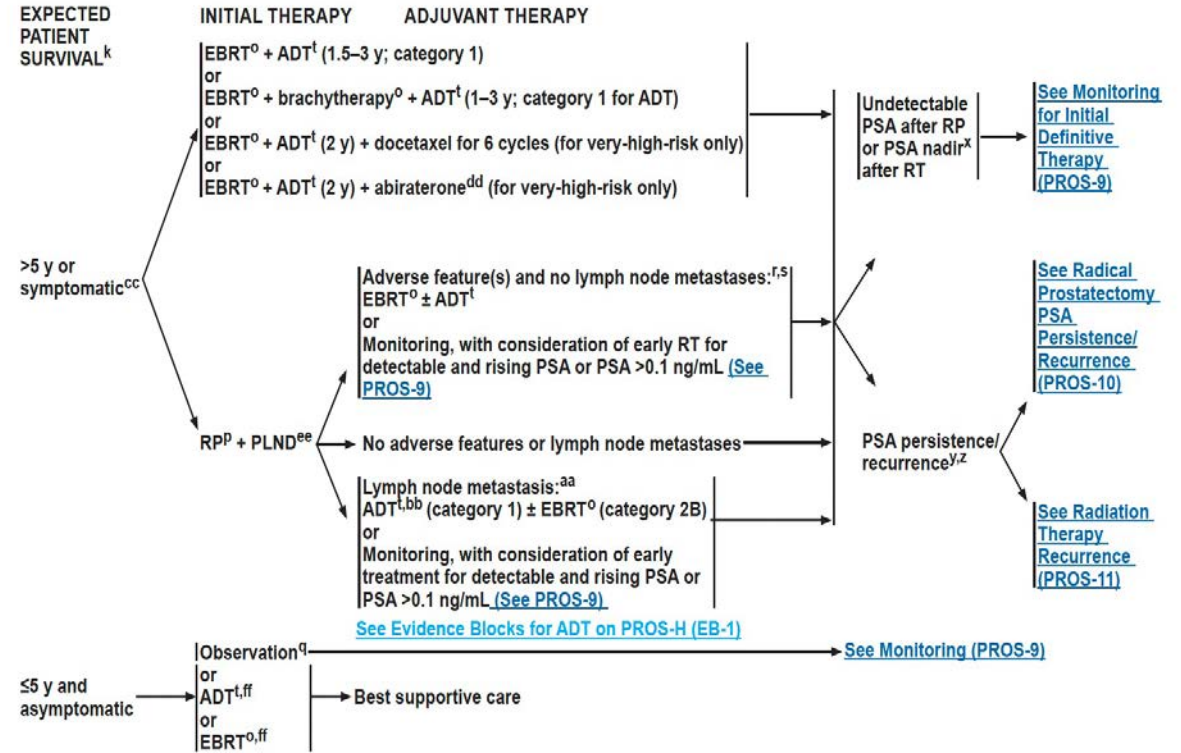 EXPECTED
PATIENT
SURVIVALᵏ
INITIAL THERAPY
ADJUVANT THERAPY
>5 y or
symptomaticᶜᶜ
EBRTᵒ + ADTᵗ (1.5–3 y; category 1)
or
EBRTᵒ + brachytherapyᵒ + ADTᵗ (1–3 y; category 1 for ADT)
or
EBRTᵒ + ADTᵗ (2 y) + docetaxel for 6 cycles (for very-high-risk only)
or
EBRTᵒ + ADTᵗ (2 y) + abirateroneᵈᵈ (for very-high-risk only)
RPᵖ + PLNDᵉᵉ
Adverse feature(s) and no lymph node metastases:ʳ,ˢ
EBRTᵒ ± ADTᵗ
or
Monitoring, with consideration of early RT for
detectable and rising PSA or PSA >0.1 ng/mL (See
PROS-9)
No adverse features or lymph node metastases
Lymph node metastasis:ᵃᵃ
ADTᵗ,ᵇᵇ (category 1) ± EBRTᵒ (category 2B)
or
Monitoring, with consideration of early
treatment for detectable and rising PSA or
PSA >0.1 ng/mL (See PROS-9)
See Evidence Blocks for ADT on PROS-H (EB-1)
Undetectable
PSA after RP
or PSA nadirˣ
after RT
See Monitoring
for Initial
Definitive
Therapy
(PROS-9)
PSA persistence/
recurrenceʸ,ᶻ
See Radical
Prostatectomy
PSA
Persistence/
Recurrence
(PROS-10)
See Radiation
Therapy
Recurrence
(PROS-11)
≤5 y and
asymptomatic
Observation𐞥
or
ADTᵗ,ᶠᶠ
or
EBRTᵒ,ᶠᶠ
See Monitoring (PROS-9)
Best supportive care